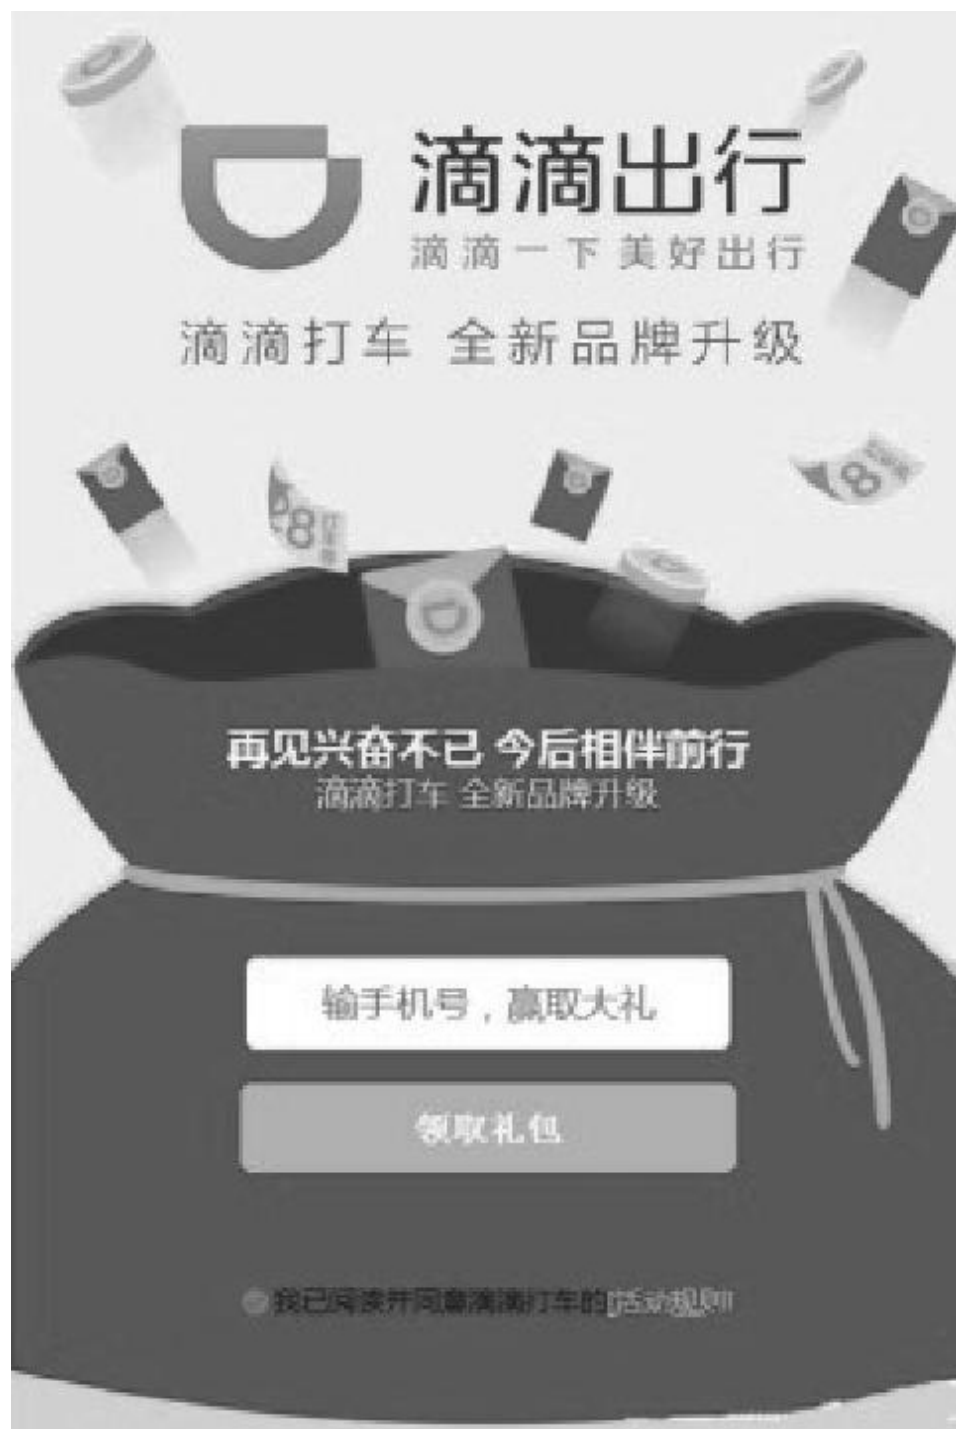 滴滴出行
滴滴一下 美好出行
滴滴打车 全新品牌升级
8
8
再见兴奋不已 今后相伴前行
滴滴打车 全新品牌升级
输手机号，赢取大礼
领取礼包
我已阅读并同意滴滴打车的活动规则